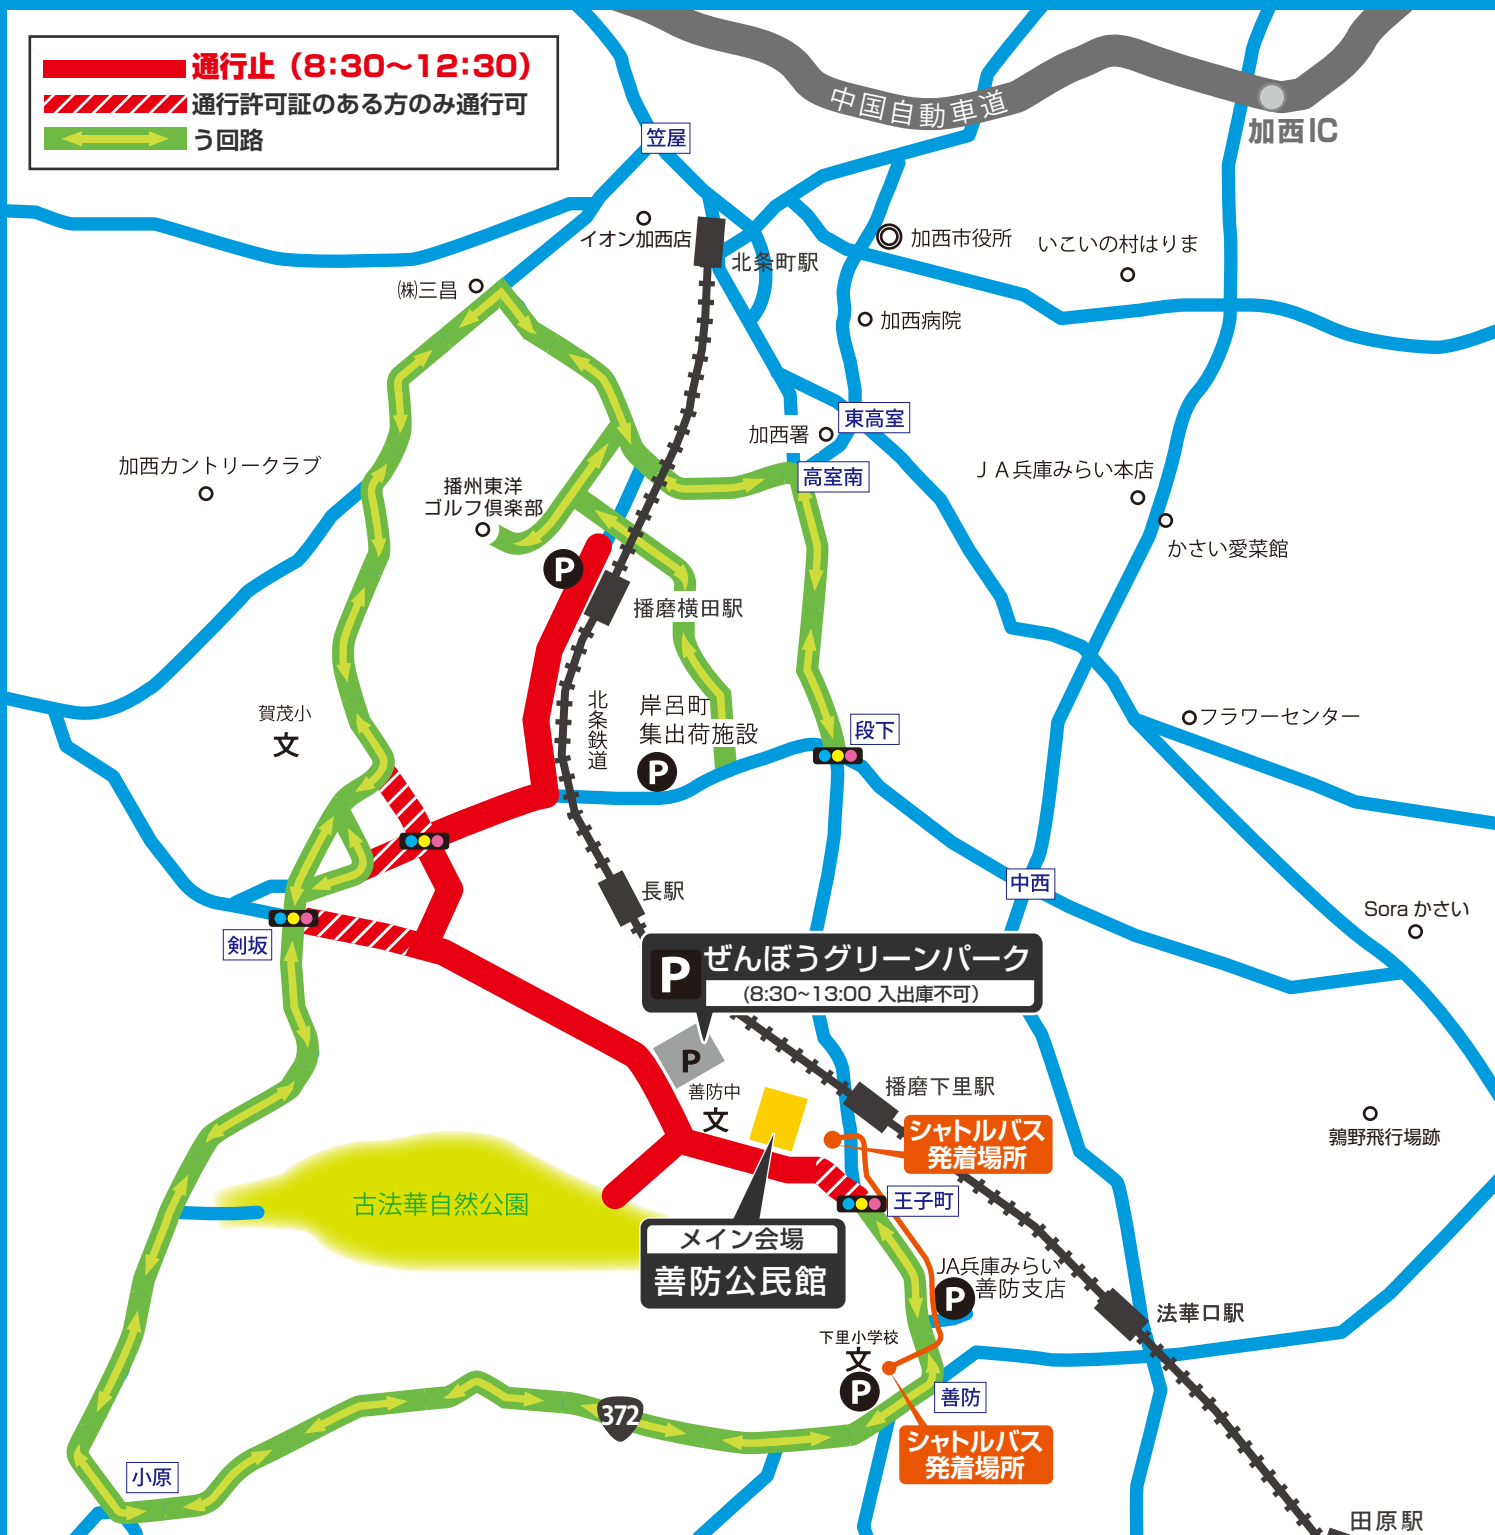 通行止（8:30～12:30）
通行許可証のある方のみ通行可
う回路
中国自動車道
加西IC
笠屋
イオン加西店
北条町駅
加西市役所
いこいの村はりま
㈱三昌
加西病院
東高室
加西署
高室南
加西カントリークラブ
播州東洋
ゴルフ倶楽部
ＪＡ兵庫みらい本店
かさい愛菜館
P
播磨横田駅
北条鉄道
岸呂町
集出荷施設
P
賀茂小
文
段下
フラワーセンター
長駅
中西
Sora かさい
剣坂
P
ぜんぼうグリーンパーク
(8:30~13:00 入出庫不可）
P
善防中
文
播磨下里駅
シャトルバス
発着場所
鶉野飛行場跡
古法華自然公園
王子町
メイン会場
善防公民館
JA兵庫みらい
善防支店
P
法華口駅
下里小学校
文
P
善防
372
シャトルバス
発着場所
小原
田原駅